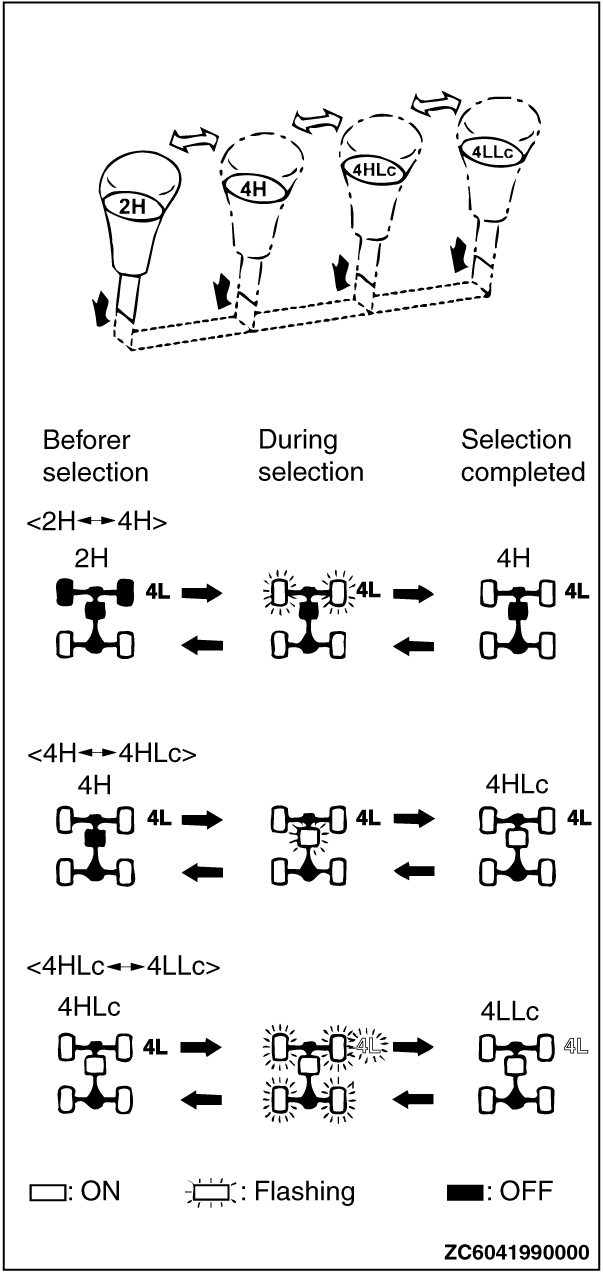 2H
4H
4HLc
4LLc
Beforer selection
During selection
Selection completed
<2H↔4H>
2H
4H
4L
4L
4L
<4H↔4HLc>
4H
4HLc
4L
4L
4L
<4HLc↔4LLc>
4HLc
4LLc
4L
4L
4L
: ON
: Flashing
: OFF
ZC6041990000